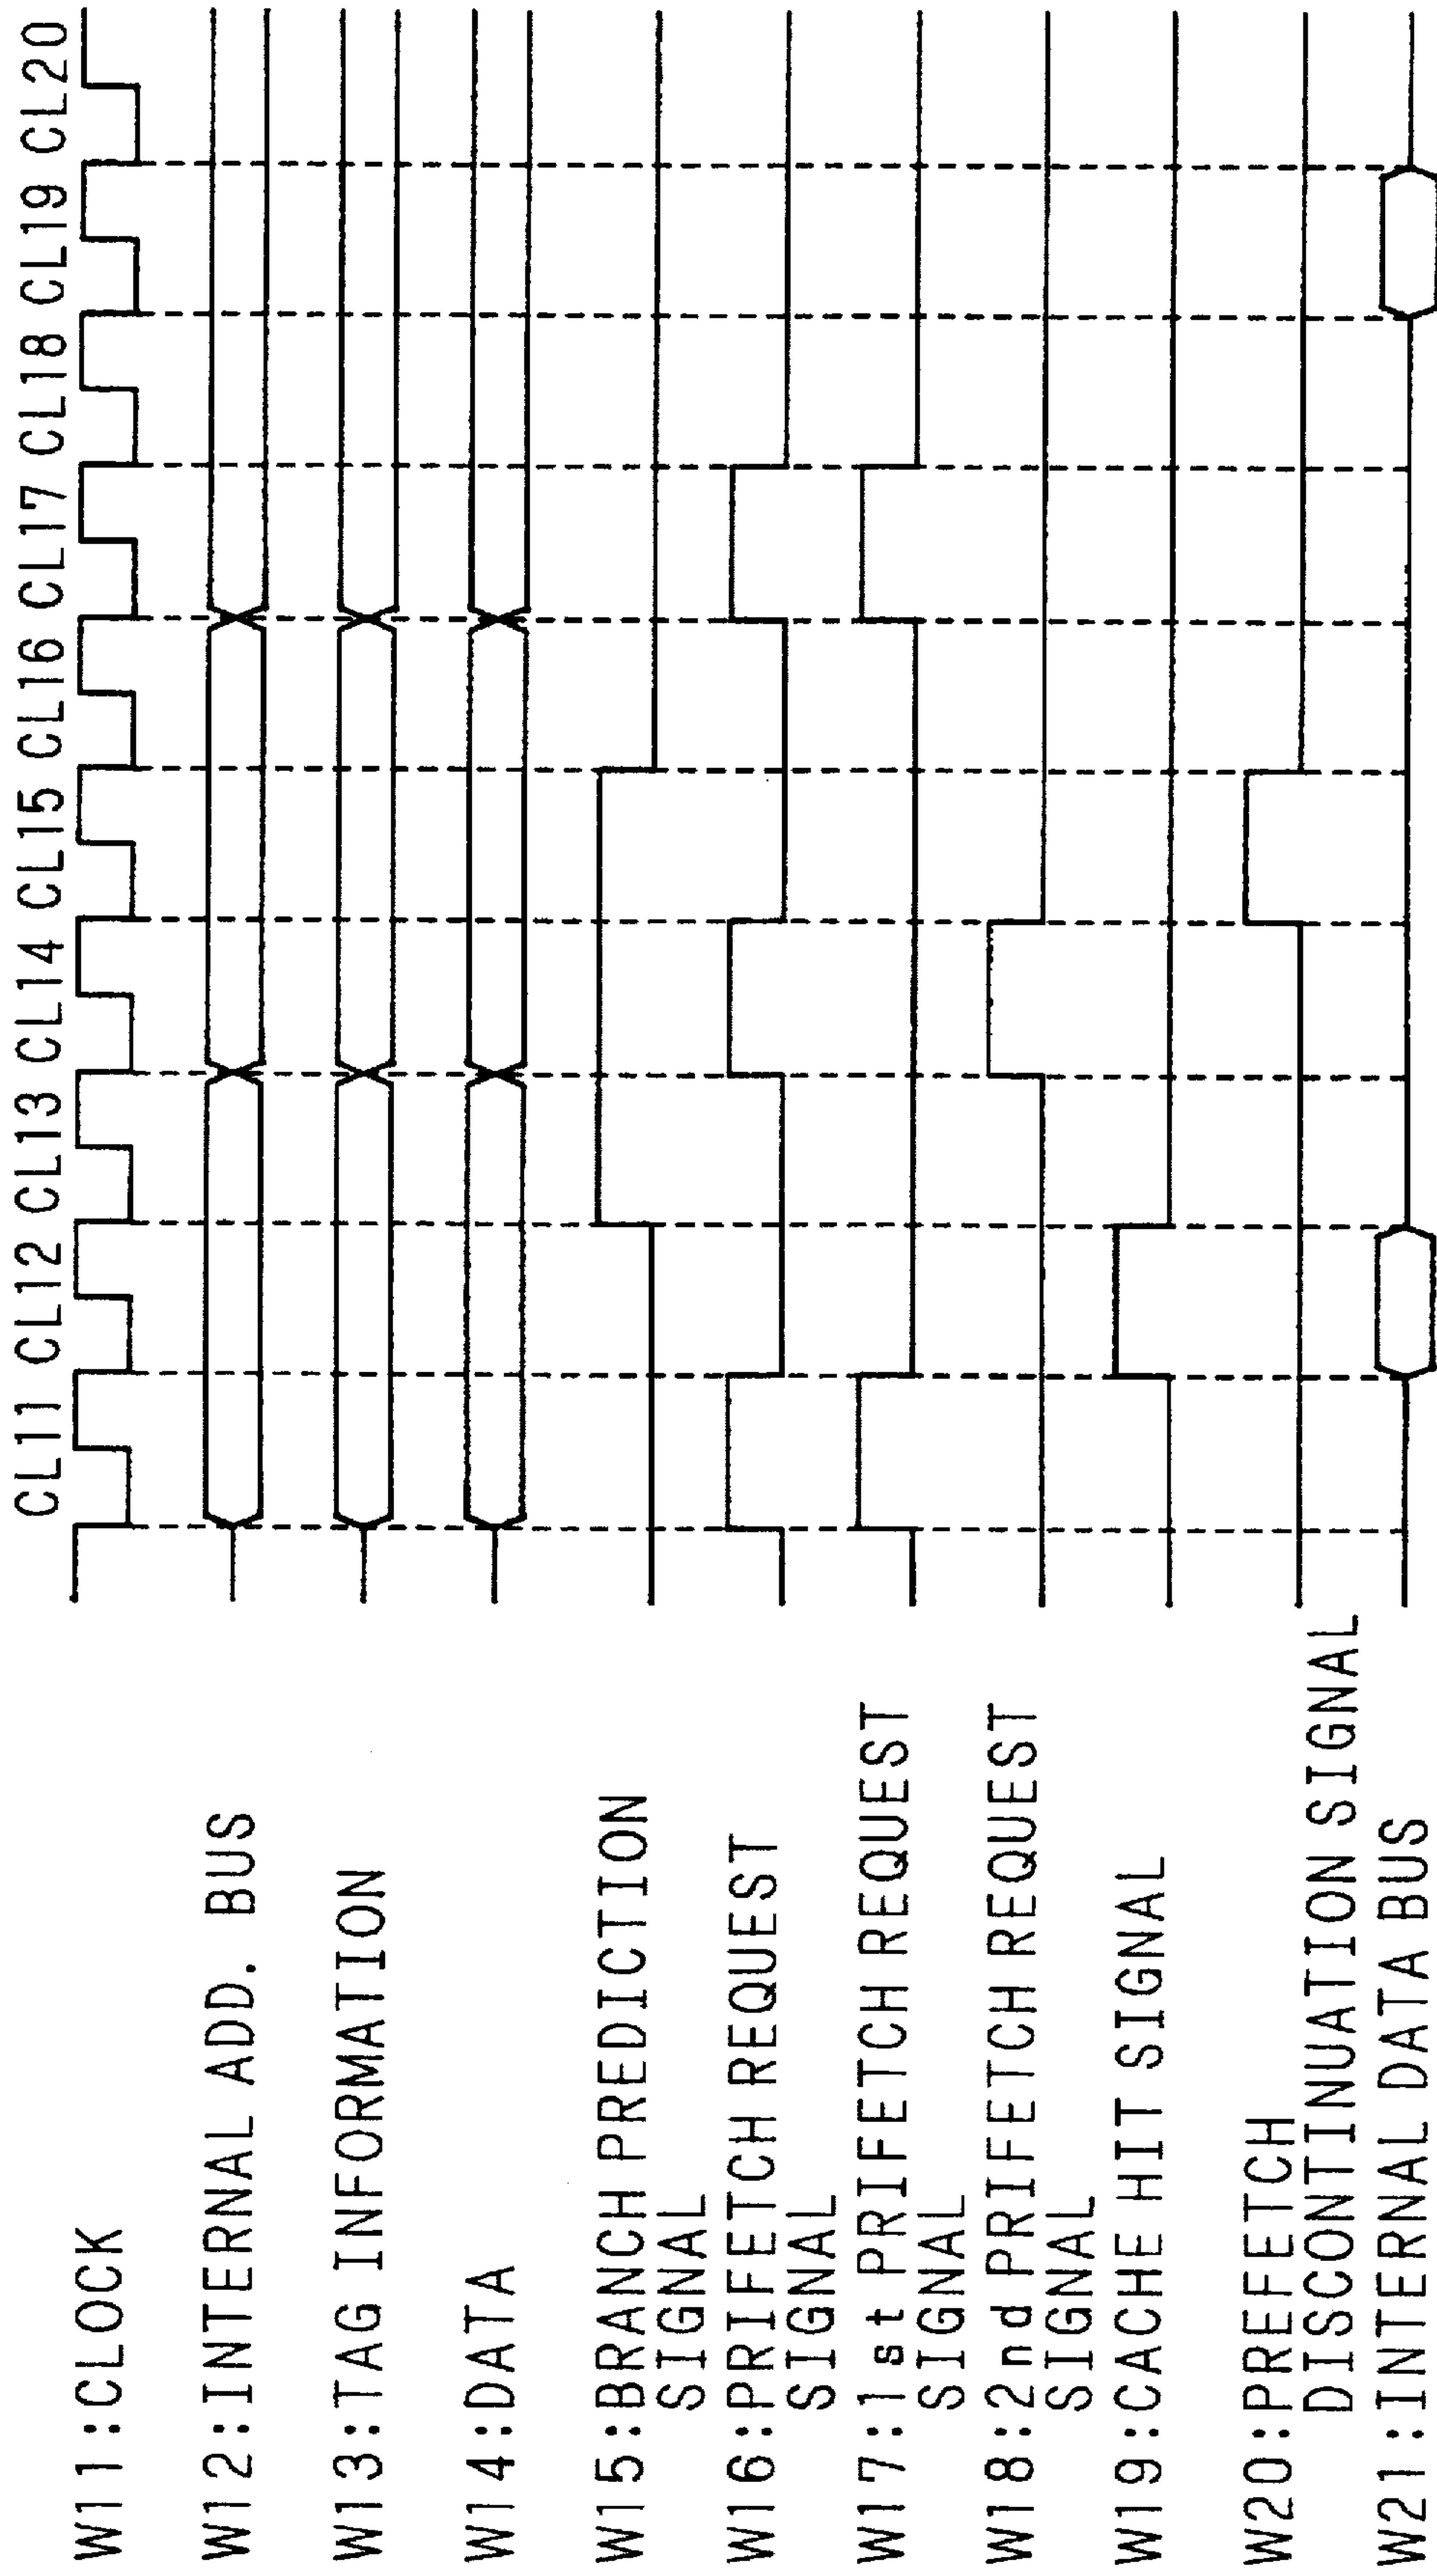 CL11 CL12 CL13 CL14 CL15 CL16 CL17 CL18 CL19 CL20
W11:CLOCK
W12:INTERNAL ADD. BUS
W13:TAG INFORMATION
W14:DATA
W15:BRANCH PREDICTION
SIGNAL
W16:PRIFETCH REQUEST
SIGNAL
W17:1st PRIFETCH REQUEST
SIGNAL
W18:2nd PRIFETCH REQUEST
SIGNAL
W19:CACHE HIT SIGNAL
W20:PREFETCH
DISCONTINUATION SIGNAL
W21:INTERNAL DATA BUS